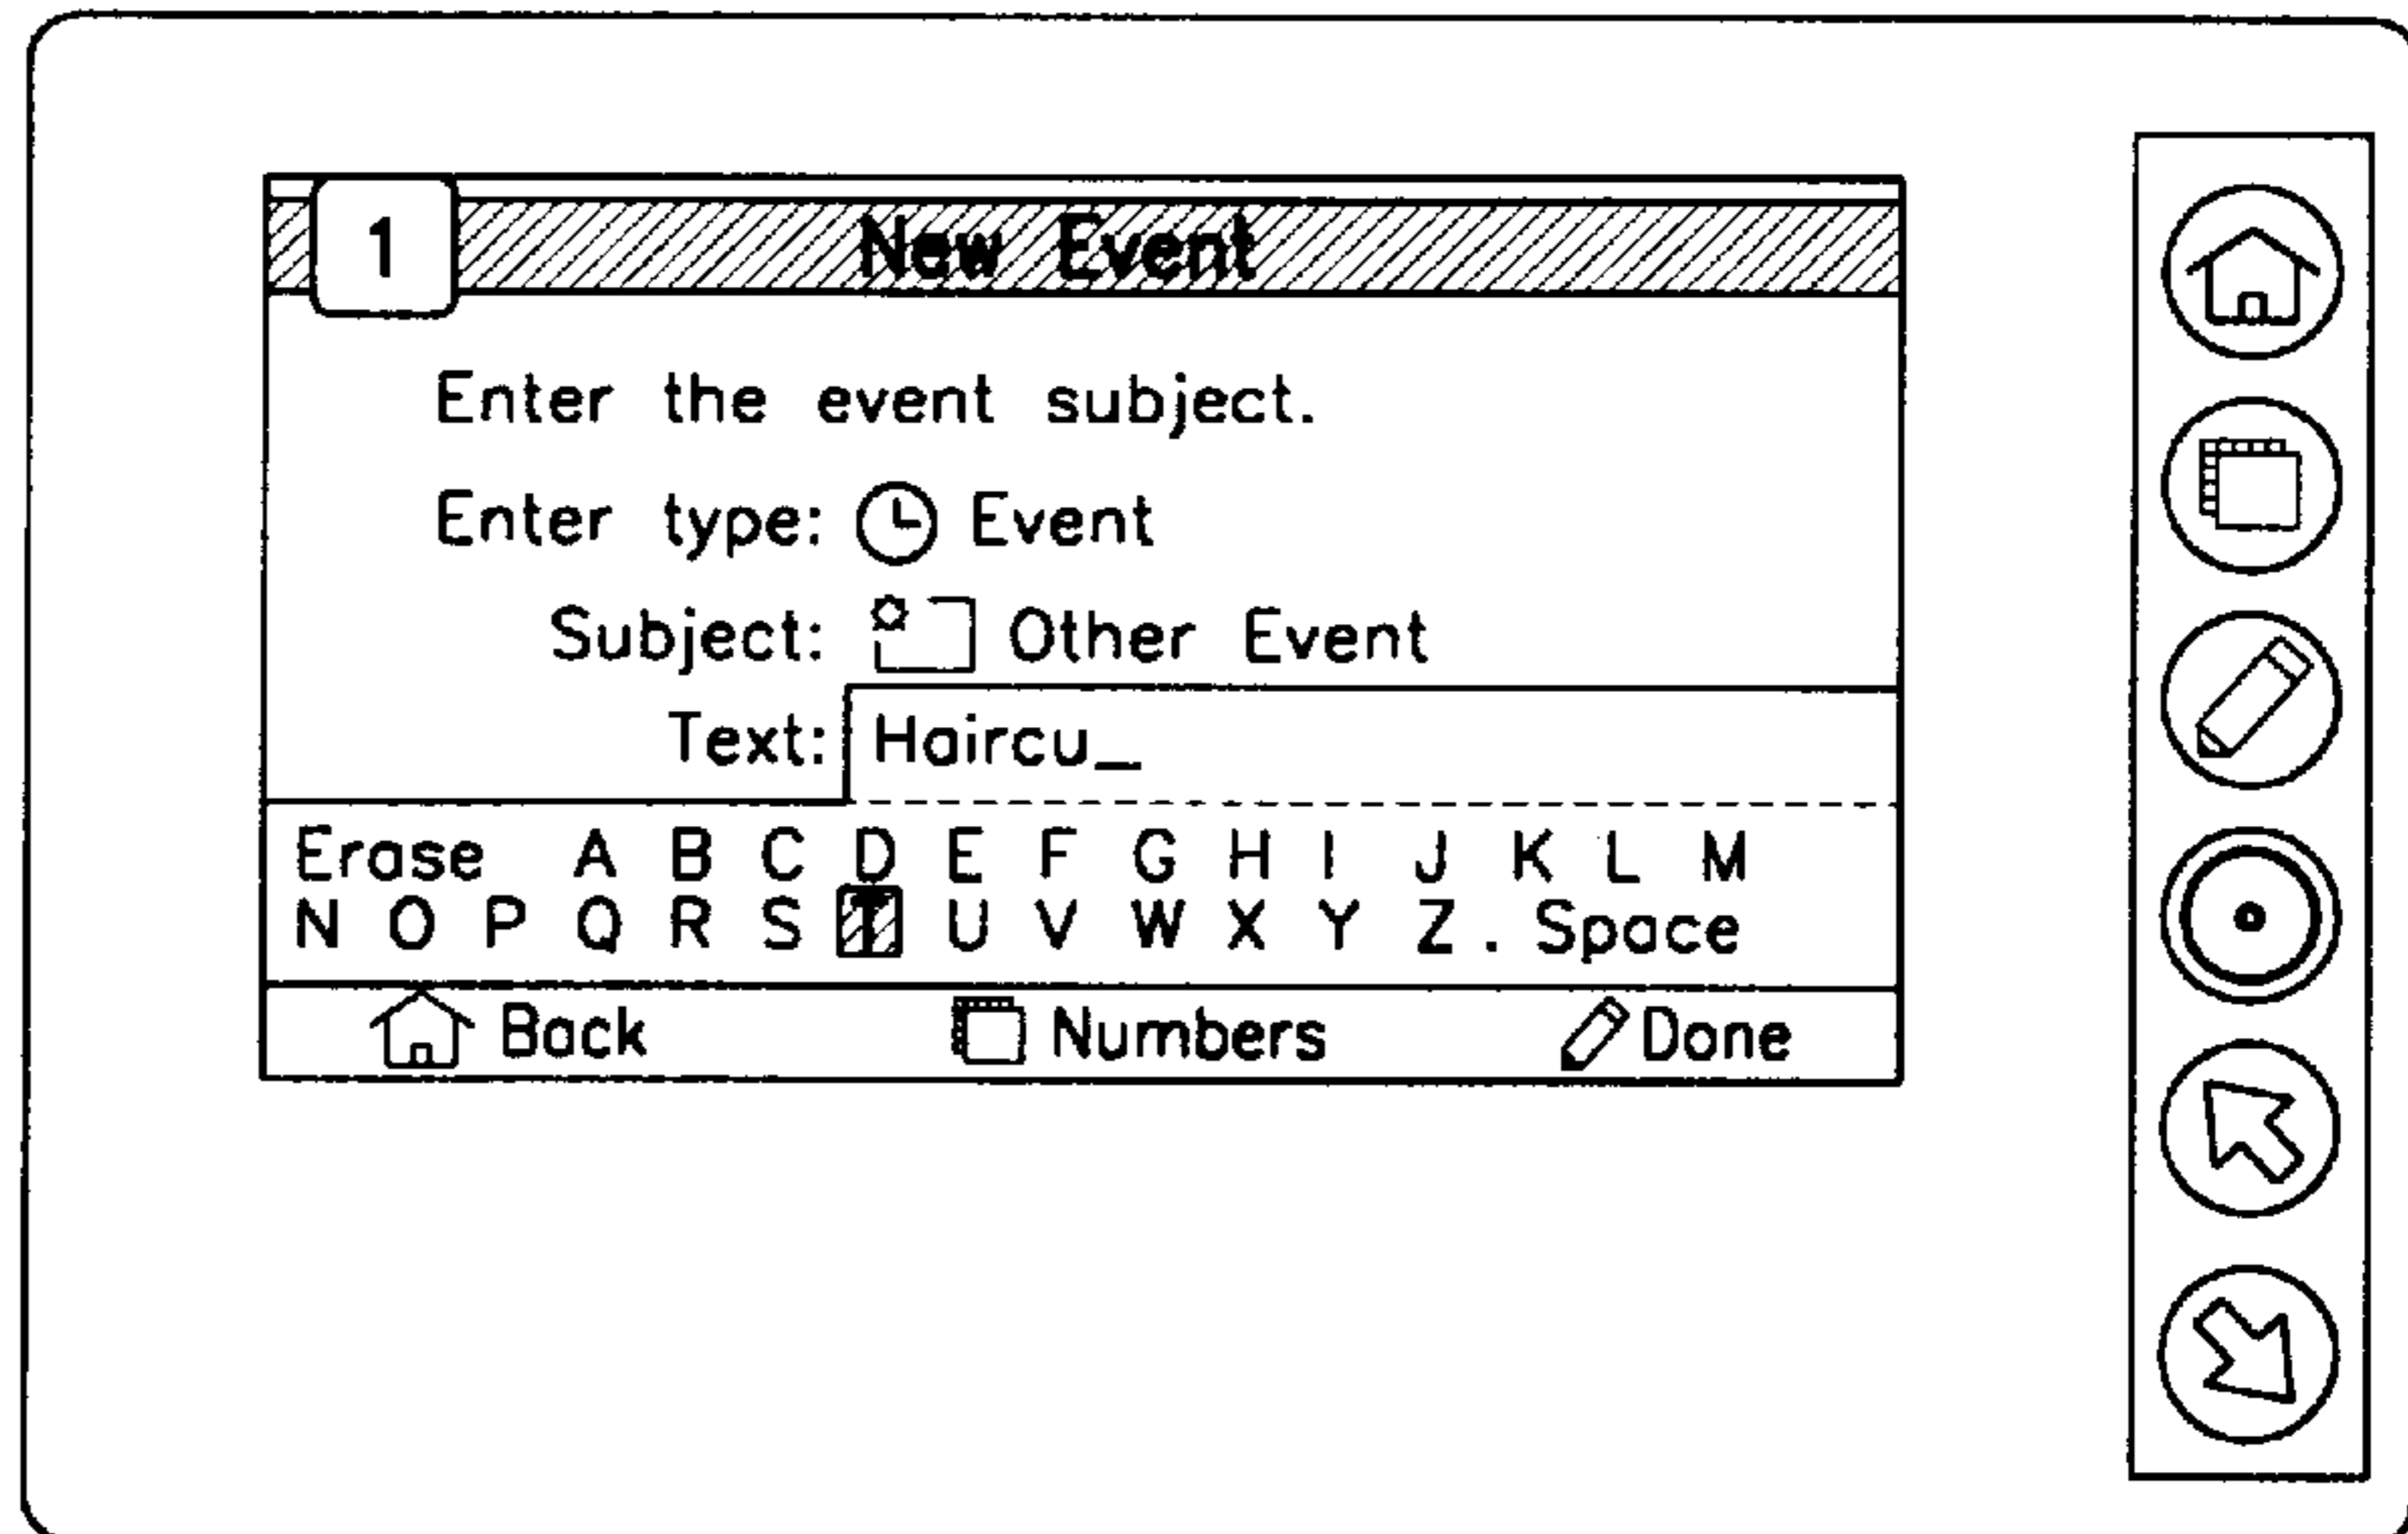 1 New Event
Enter the event subject.
Enter type: Event
Subject: Other Event
Text: Haircu_
Erase A B C D E F G H I J K L M
N O P Q R S T U V W X Y Z . Space
Back Numbers Done